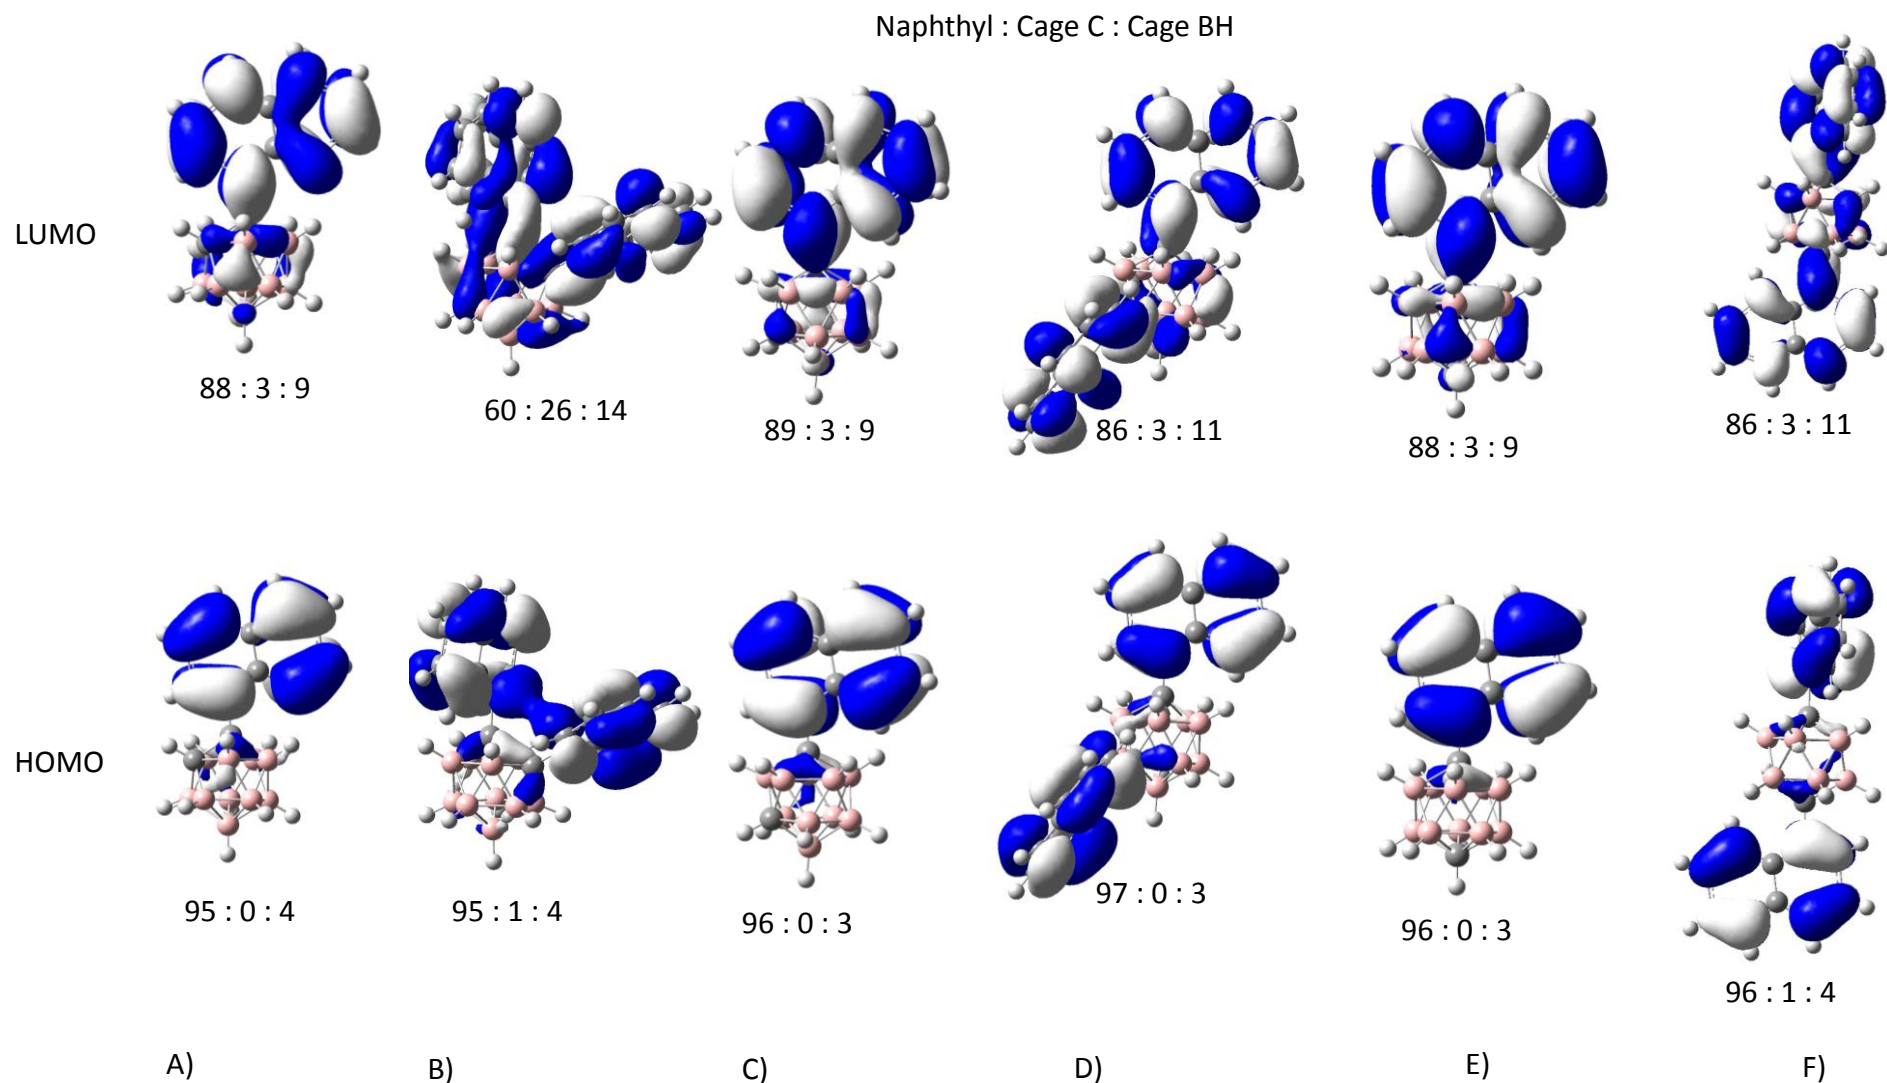 Naphthyl : Cage C : Cage BH
LUMO
88 : 3 : 9
60 : 26 : 14
89 : 3 : 9
86 : 3 : 11
88 : 3 : 9
86 : 3 : 11
HOMO
95 : 0 : 4
95 : 1 : 4
96 : 0 : 3
97 : 0 : 3
96 : 0 : 3
96 : 1 : 4
A)
B)
C)
D)
E)
F)